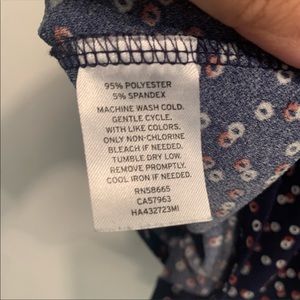 95% POLYESTER
5% SPANDEX
MACHINE WASH COLD.
GENTLE CYCLE,
WITH LIKE COLORS.
ONLY NON-CHLORINE
BLEACH IF NEEDED.
TUMBLE DRY LOW.
REMOVE PROMPTLY.
COOL IRON IF NEEDED.
RN58665
CA57963
HA432723MI